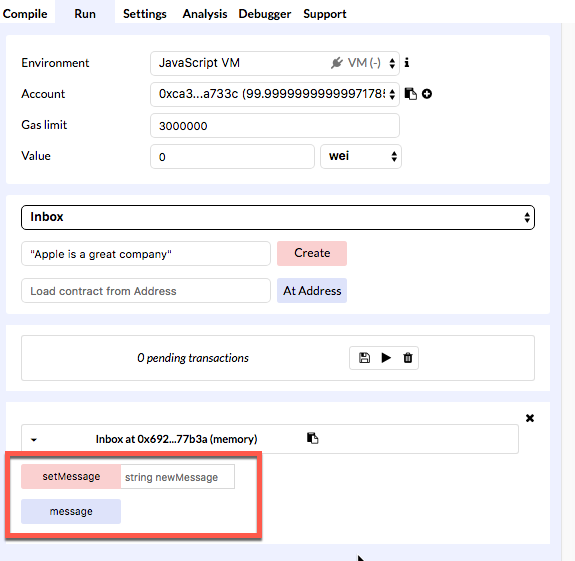 Compile Run Settings Analysis Debugger Support
Environment JavaScript VM VM (-) i
Account 0xca3...a733c (99.99999999999971785
Gas limit 3000000
Value 0 wei
Inbox
"Apple is a great company" Create
Load contract from Address At Address
0 pending transactions
Inbox at 0x692...77b3a (memory)
setMessage string newMessage
message